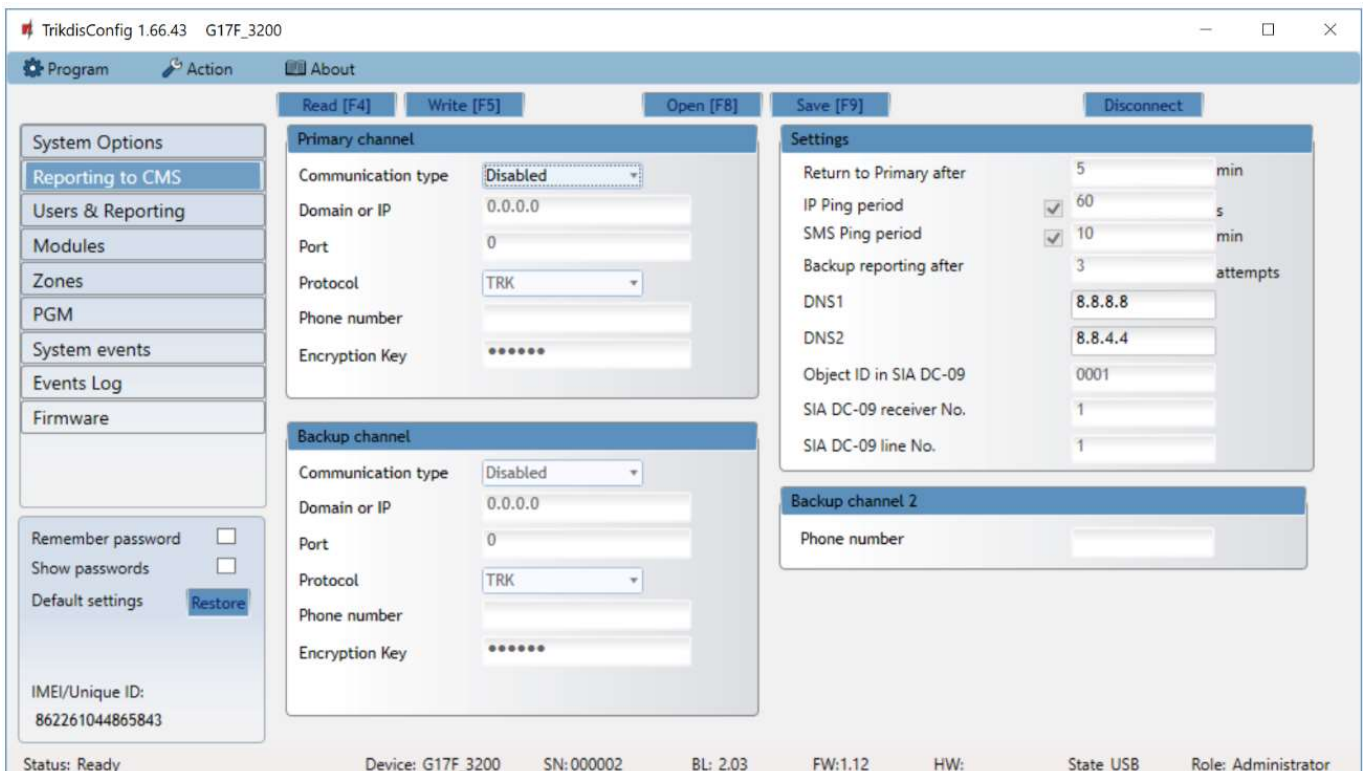 TrikdisConfig 1.66.43 G17F_3200
Program Action About
Read [F4] Write [F5] Open [F8] Save [F9] Disconnect
System Options
Reporting to CMS
Users & Reporting
Modules
Zones
PGM
System events
Events Log
Firmware
Remember password
Show passwords
Default settings Restore
IMEI/Unique ID:
862261044865843
Primary channel
Communication type Disabled
Domain or IP 0.0.0.0
Port 0
Protocol TRK
Phone number
Encryption Key ●●●●●●
Backup channel
Communication type Disabled
Domain or IP 0.0.0.0
Port 0
Protocol TRK
Phone number
Encryption Key ●●●●●●
Settings
Return to Primary after 5 min
IP Ping period 60 s
SMS Ping period 10 min
Backup reporting after 3 attempts
DNS1 8.8.8.8
DNS2 8.8.4.4
Object ID in SIA DC-09 0001
SIA DC-09 receiver No. 1
SIA DC-09 line No. 1
Backup channel 2
Phone number
Status: Ready Device: G17F_3200 SN:000002 BL: 2.03 FW:1.12 HW: State USB Role: Administrator